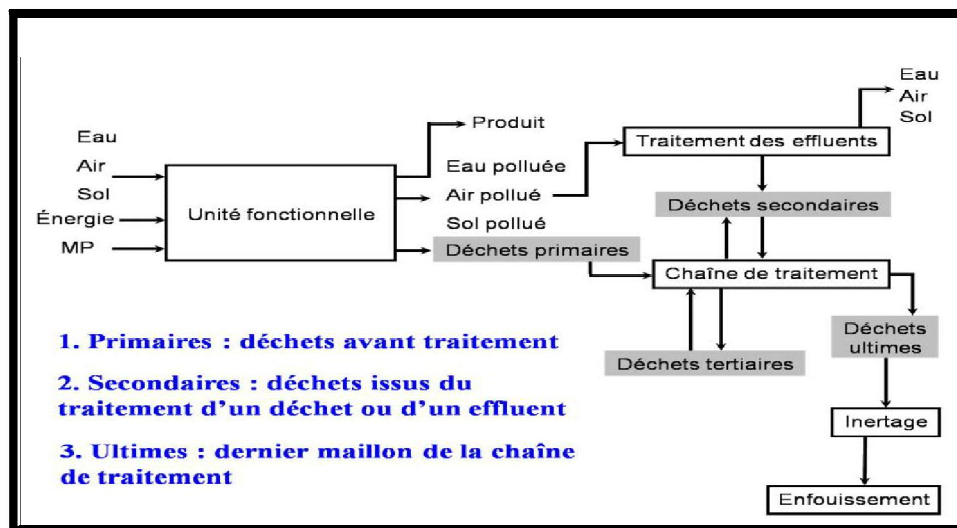 Eau
Air
Sol
Énergie
MP
Unité fonctionnelle
Produit
Eau polluée
Air pollué
Sol pollué
Déchets primaires
Traitement des effluents
Eau
Air
Sol
Déchets secondaires
Chaîne de traitement
Déchets tertiaires
Déchets
ultimes
Inertage
Enfouissement
1. Primaires : déchets avant traitement
2. Secondaires : déchets issus du
traitement d'un déchet ou d'un effluent
3. Ultimes : dernier maillon de la chaîne
de traitement